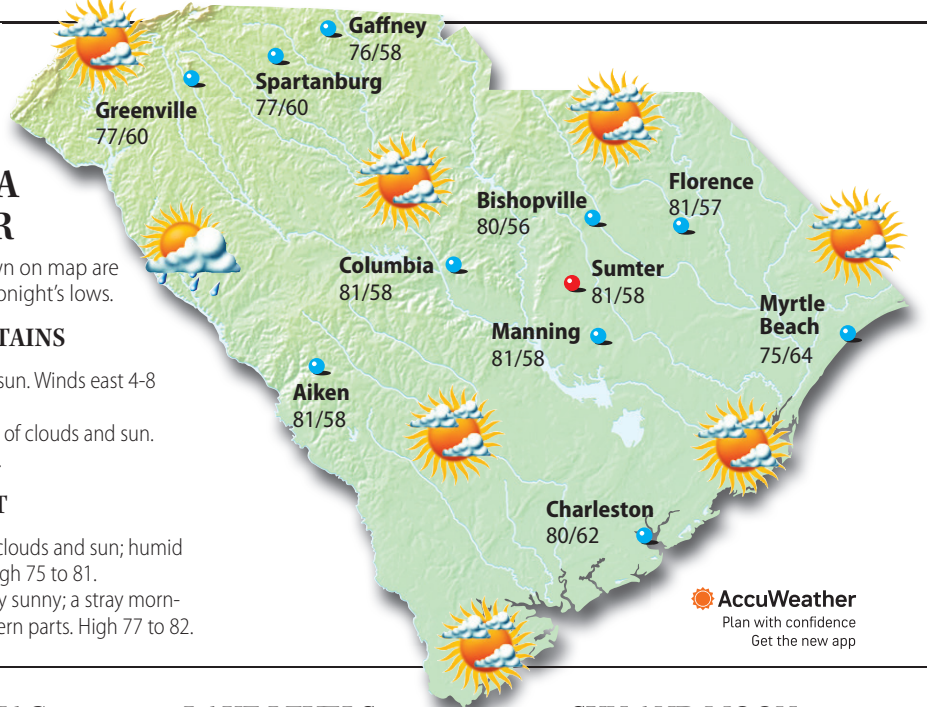 Gaffney
76/58
Spartanburg
77/60
Greenville
77/60
A
R
Florence
81/57
Bishopville
80/56
wn on map are
onight's lows.
Columbia
81/58
Sumter
81/58
Myrtle
Beach
75/64
Manning
81/58
TAINS
sun. Winds east 4-8
of clouds and sun.
Aiken
81/58
T
Charleston
80/62
clouds and sun; humid
gh 75 to 81.
y sunny; a stray morn-
ern parts. High 77 to 82.
AccuWeather
Plan with confidence
Get the new app